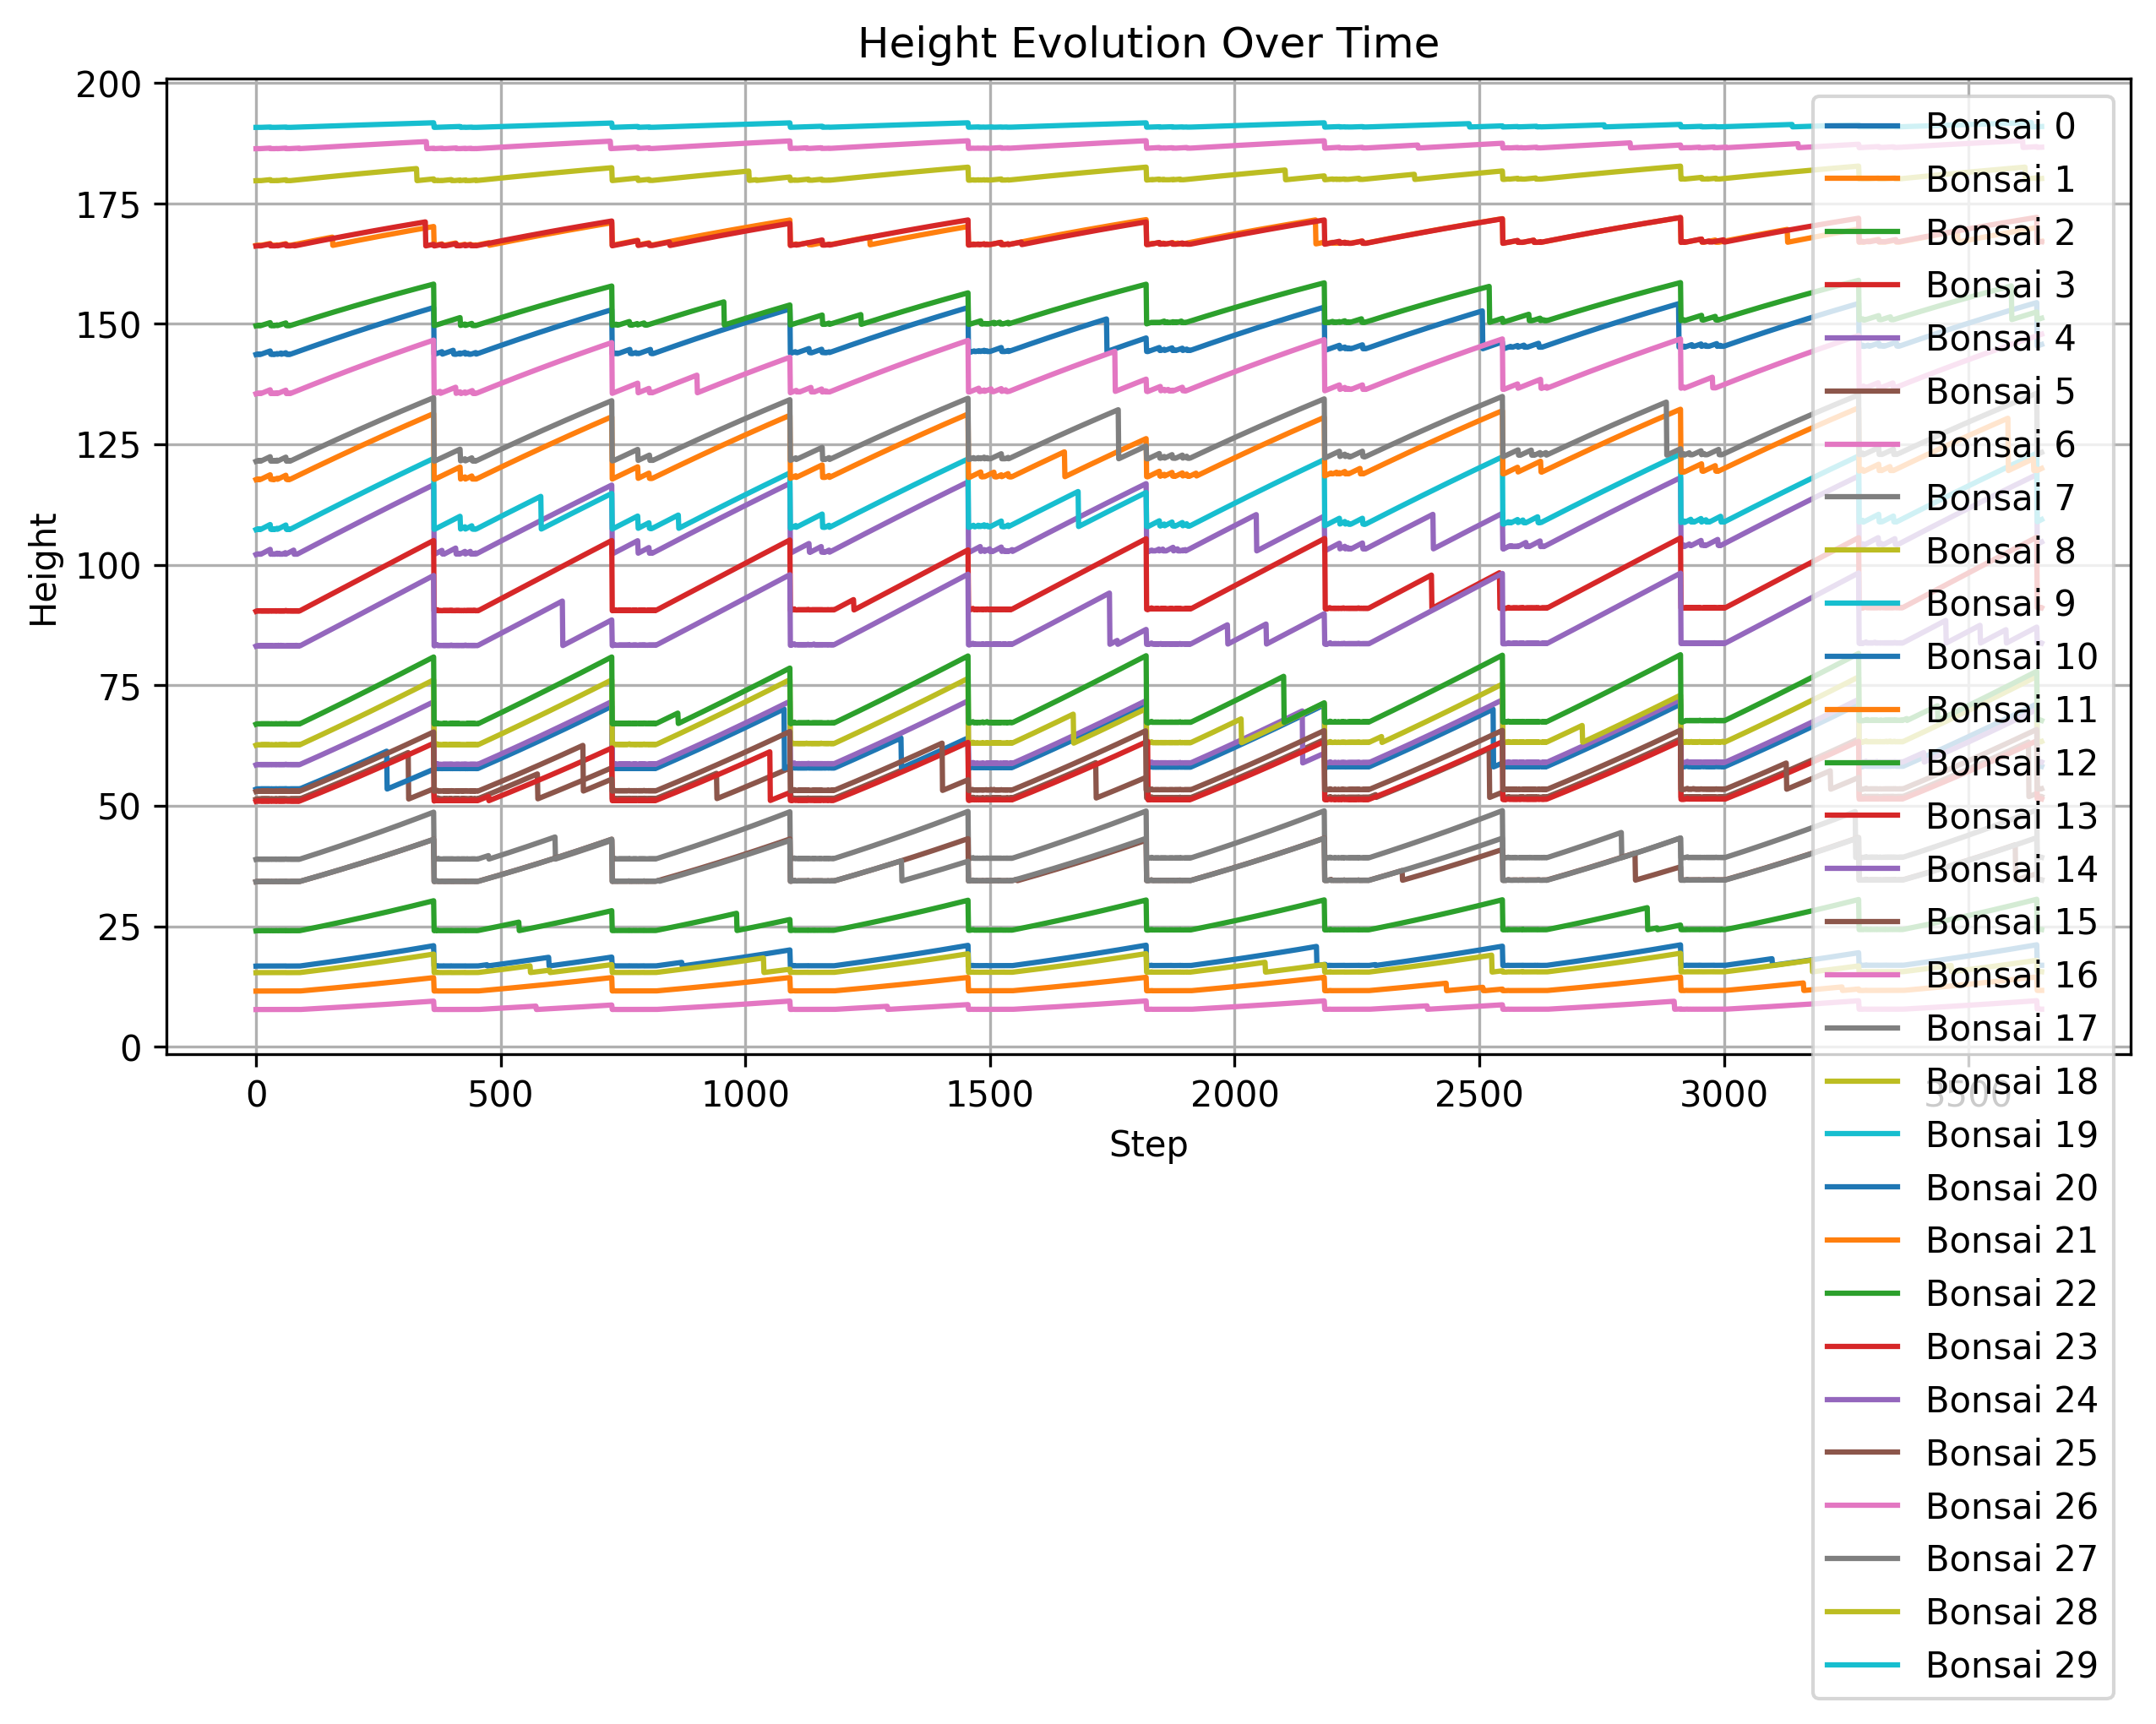 Height Evolution Over Time
200
175
150
125
100
75
50
25
0
Height
0
500
1000
1500
2000
2500
3000
3500
Step
Bonsai 0
Bonsai 1
Bonsai 2
Bonsai 3
Bonsai 4
Bonsai 5
Bonsai 6
Bonsai 7
Bonsai 8
Bonsai 9
Bonsai 10
Bonsai 11
Bonsai 12
Bonsai 13
Bonsai 14
Bonsai 15
Bonsai 16
Bonsai 17
Bonsai 18
Bonsai 19
Bonsai 20
Bonsai 21
Bonsai 22
Bonsai 23
Bonsai 24
Bonsai 25
Bonsai 26
Bonsai 27
Bonsai 28
Bonsai 29